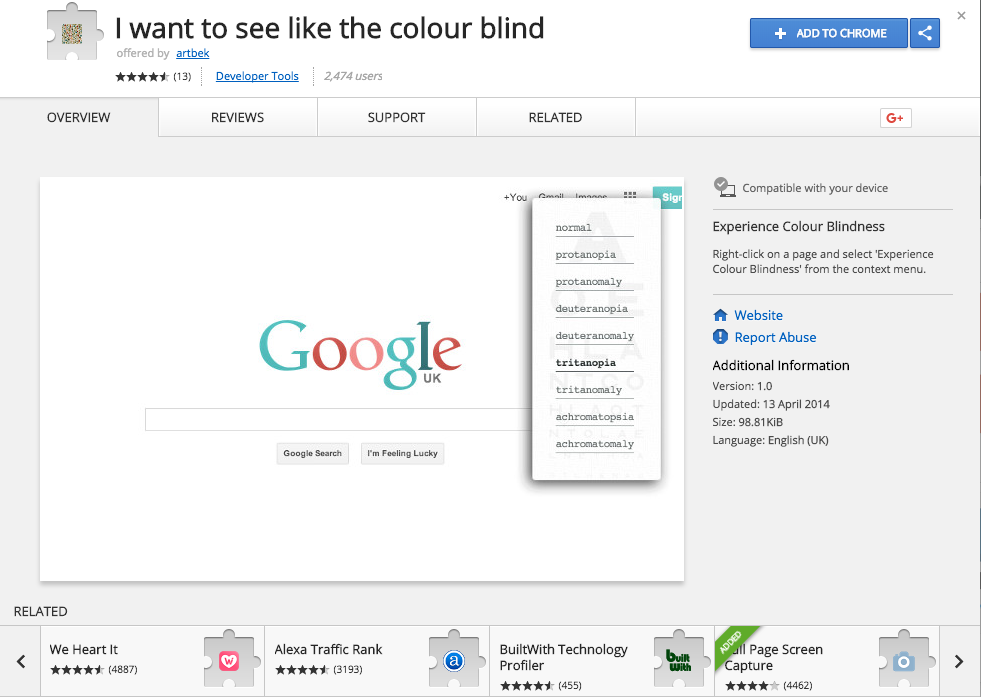 I want to see like the colour blind
offered by artbek
(13) Developer Tools 2,474 users
ADD TO CHROME
OVERVIEW REVIEWS SUPPORT RELATED G+
+You Gmail Images Sign
normal
protanopia
protanomaly
deuteranopia
deuteranomaly
tritanopia
tritanomaly
achromatopsia
achromatomaly
Google
UK
Google Search I'm Feeling Lucky
Compatible with your device
Experience Colour Blindness
Right-click on a page and select 'Experience
Colour Blindness' from the context menu.
Website
Report Abuse
Additional Information
Version: 1.0
Updated: 13 April 2014
Size: 98.81KiB
Language: English (UK)
RELATED
We Heart It
(4887)
Alexa Traffic Rank
(3193)
a
BuiltWith Technology
Profiler
(455)
built
with
ADDED
Page Screen
Capture
(4462)